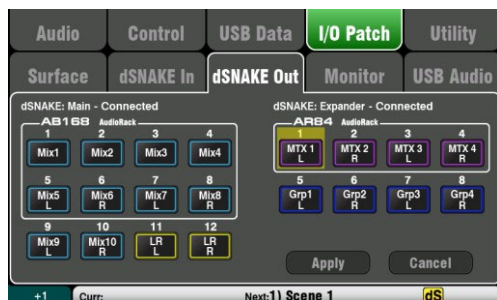 Audio Control USB Data I/O Patch Utility
Surface dSNAKE In dSNAKE Out Monitor USB Audio
dSNAKE: Main - Connected dSNAKE: Expander - Connected
AB168 AudioRack AR84 AudioRack
1 2 3 4 1 2 3 4
Mix1 Mix2 Mix3 Mix4 MTX 1 L MTX 2 R MTX 3 L MTX 4 R
5 6 7 8 5 6 7 8
Mix5 L Mix6 R Mix7 L Mix8 R Grp1 L Grp2 R Grp3 L Grp4 R
9 10 11 12
Mix9 L Mix10 R LR L LR R
Apply Cancel
+1 Curr: Next:1) Scene 1 dS